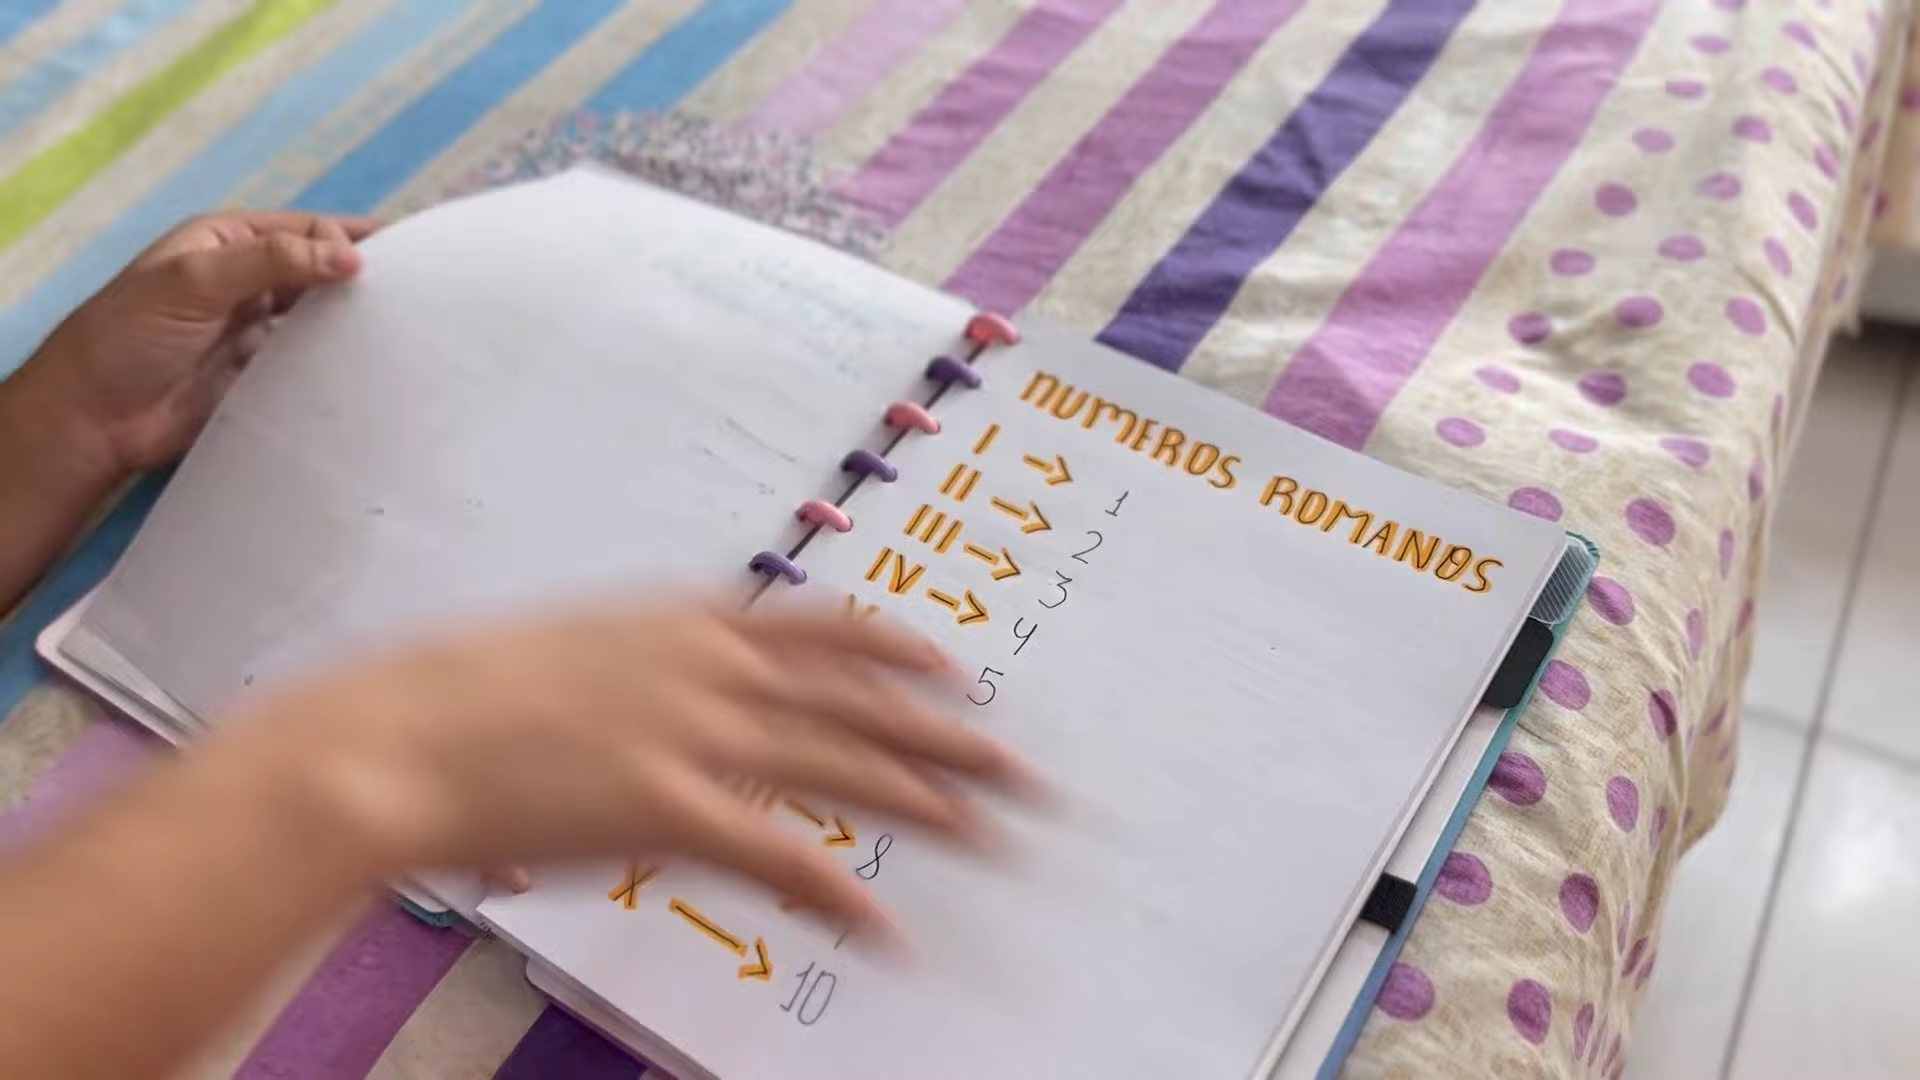 NUMEROS ROMANOS
I → 1
II → 2
III → 3
IV → 4
5
→ 8
X → 10